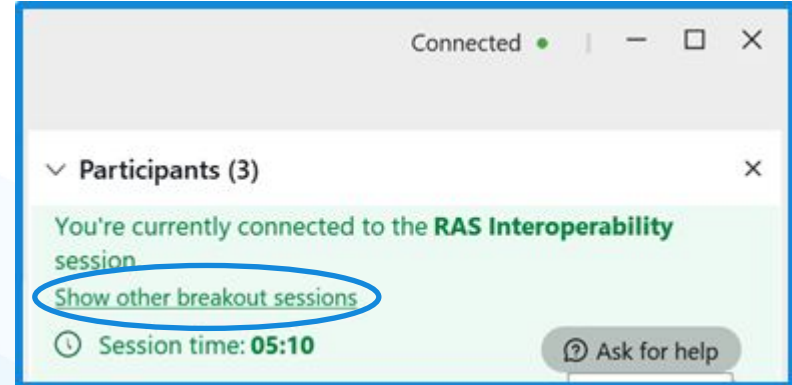 Connected
Participants (3)
You're currently connected to the RAS Interoperability
session
Show other breakout sessions
Session time: 05:10
Ask for help